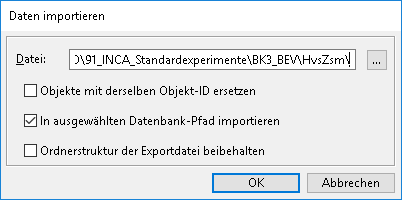 Daten importieren
Datei: \91_INCA_Standardexperimente\BK3_BEV\HvsZsm\
...
Objekte mit derselben Objekt-ID ersetzen
In ausgewählten Datenbank-Pfad importieren
Ordnerstruktur der Exportdatei beibehalten
OK Abbrechen